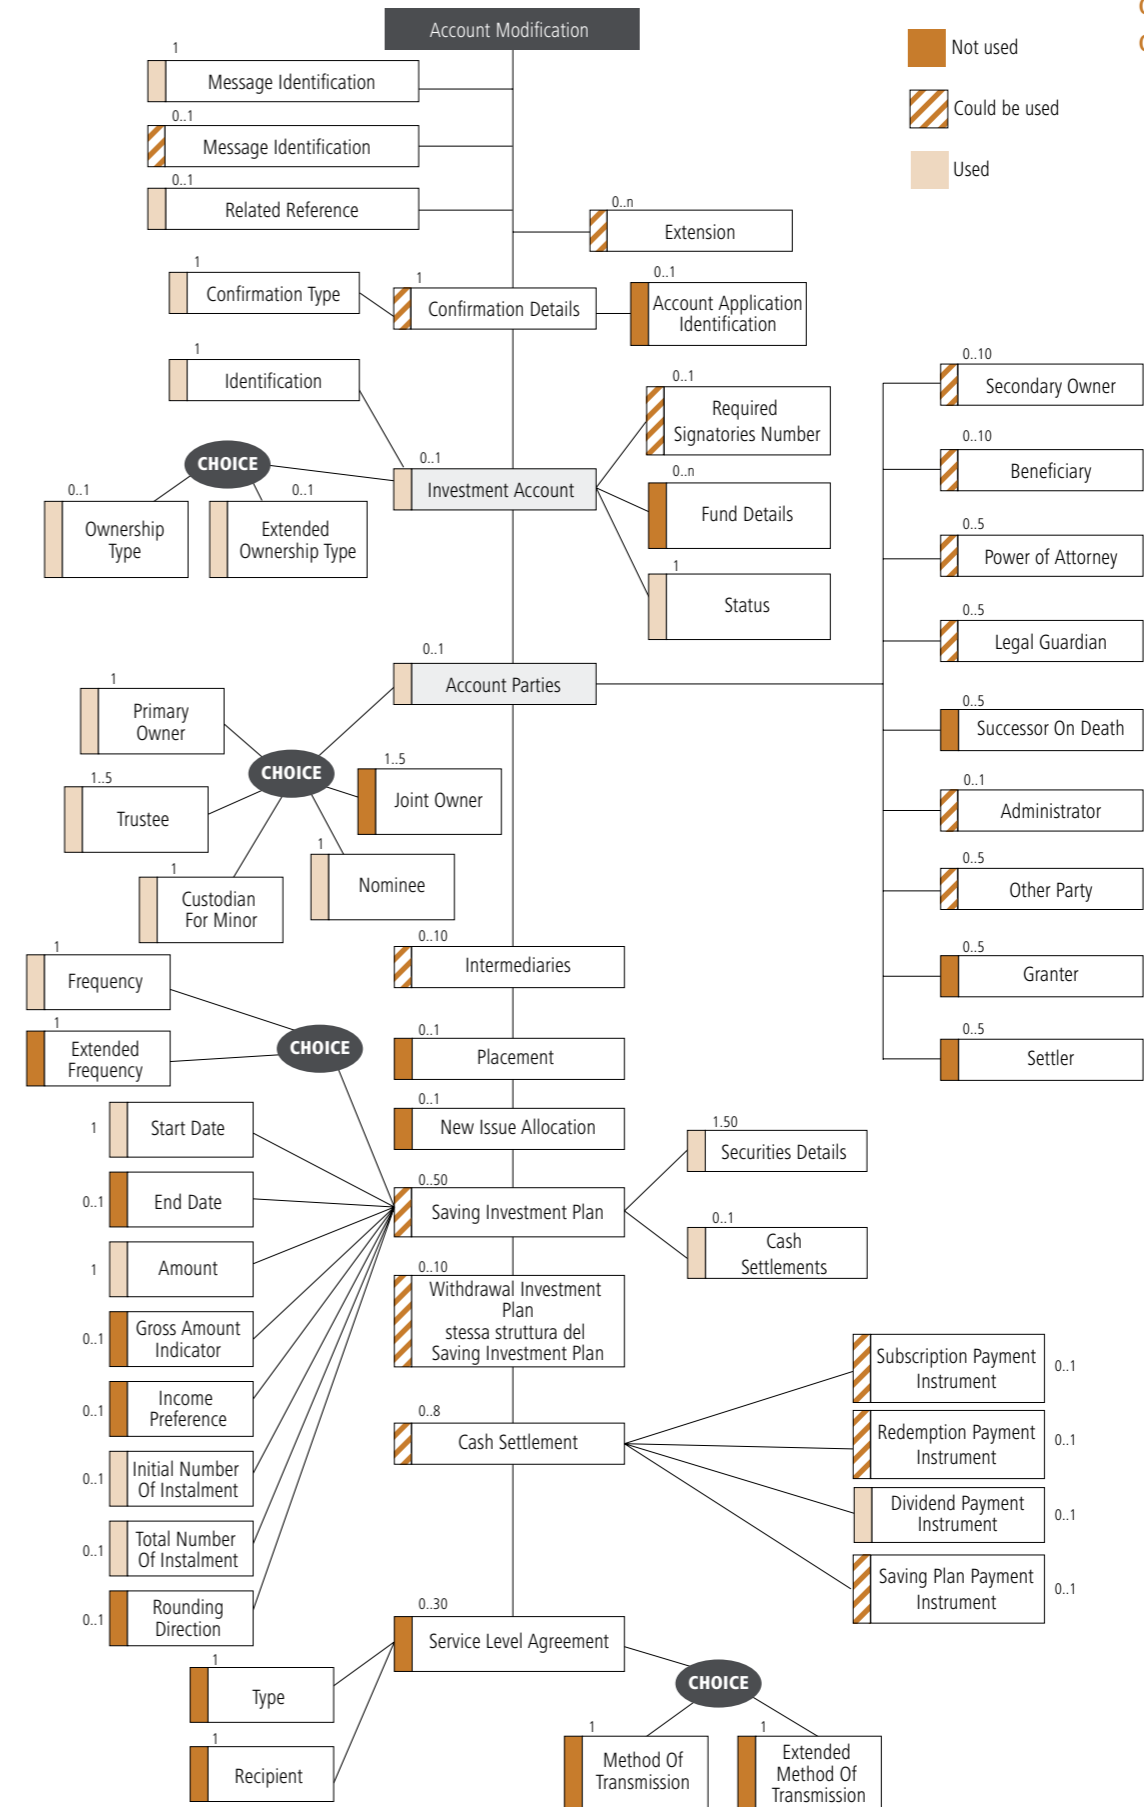 Account Modification
Not used
Could be used
Used
1
Message Identification
0..1
Message Identification
0..1
Related Reference
0..n
Extension
1
Confirmation Type
1
Confirmation Details
0..1
Account Application
Identification
1
Identification
0..1
Required
Signatories Number
CHOICE
0..1
Ownership
Type
0..1
Extended
Ownership Type
0..1
Investment Account
0..n
Fund Details
1
Status
0..10
Secondary Owner
0..10
Beneficiary
0..5
Power of Attorney
0..5
Legal Guardian
0..5
Successor On Death
0..1
Administrator
0..5
Other Party
0..5
Granter
0..5
Settler
0..1
Account Parties
1
Primary
Owner
CHOICE
1..5
Trustee
1..5
Joint Owner
1
Custodian
For Minor
1
Nominee
0..10
Intermediaries
1
Frequency
1
Extended
Frequency
CHOICE
0..1
Placement
0..1
New Issue Allocation
1
Start Date
0..1
End Date
1
Amount
0..1
Gross Amount
Indicator
0..1
Income
Preference
0..1
Initial Number
Of Instalment
0..1
Total Number
Of Instalment
0..1
Rounding
Direction
0..50
Saving Investment Plan
1.50
Securities Details
0..1
Cash
Settlements
0..10
Withdrawal Investment
Plan
stessa struttura del
Saving Investment Plan
0..8
Cash Settlement
Subscription Payment
Instrument
0..1
Redemption Payment
Instrument
0..1
Dividend Payment
Instrument
0..1
Saving Plan Payment
Instrument
0..1
0..30
Service Level Agreement
1
Type
1
Recipient
CHOICE
1
Method Of
Transmission
1
Extended
Method Of
Transmission